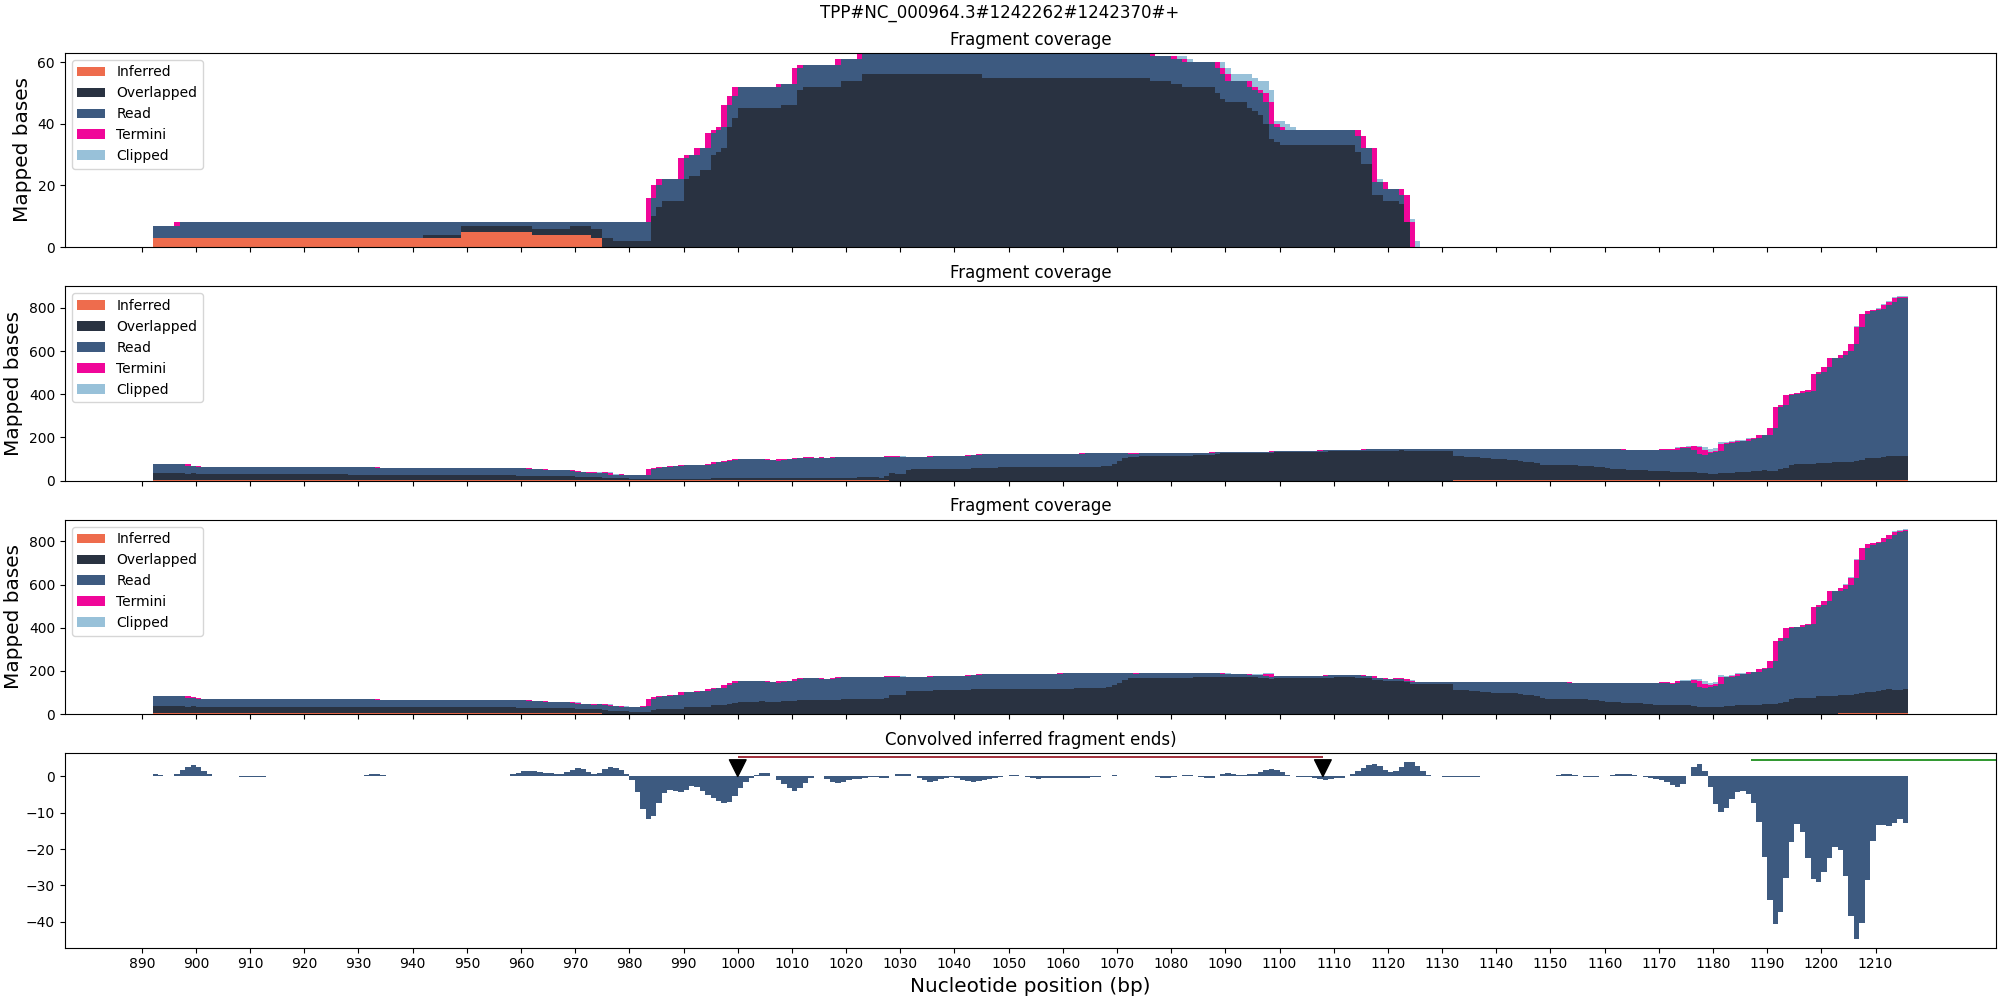 TPP#NC_000964.3#1242262#1242370#+
Fragment coverage
Mapped bases
60
40
20
0
Inferred
Overlapped
Read
Termini
Clipped
Fragment coverage
Mapped bases
800
600
400
200
0
Inferred
Overlapped
Read
Termini
Clipped
Fragment coverage
Mapped bases
800
600
400
200
0
Inferred
Overlapped
Read
Termini
Clipped
Convolved inferred fragment ends)
0
−10
−20
−30
−40
890 900 910 920 930 940 950 960 970 980 990 1000 1010 1020 1030 1040 1050 1060 1070 1080 1090 1100 1110 1120 1130 1140 1150 1160 1170 1180 1190 1200 1210
Nucleotide position (bp)